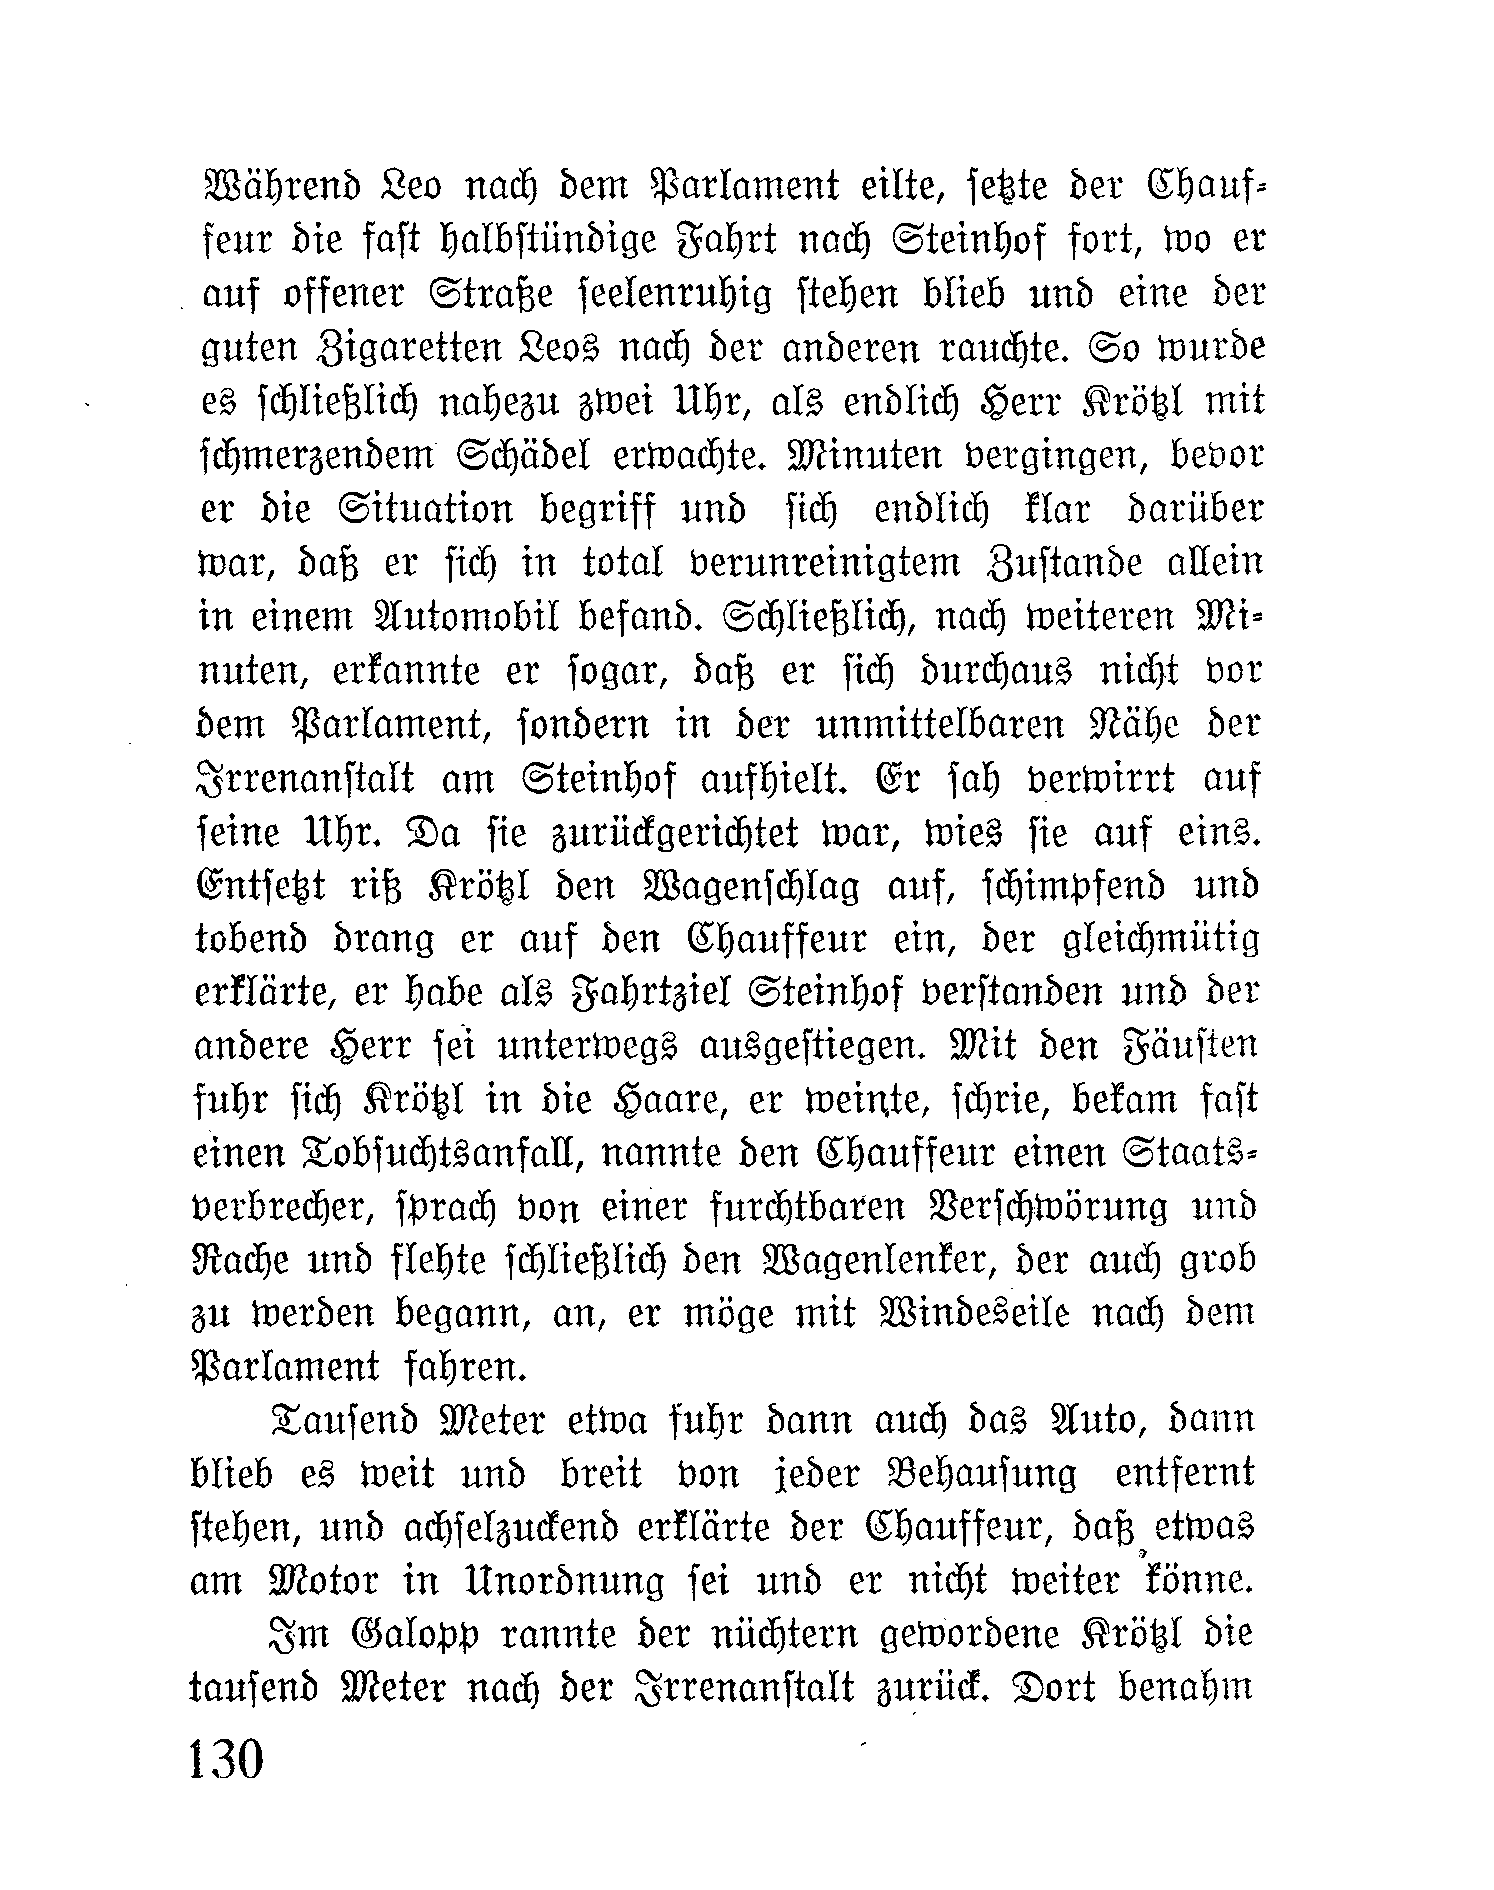 Während Leo nach dem Parlament eilte, setzte der Chauf-
feur die fast halbstündige Fahrt nach Steinhof fort, wo er
auf offener Straße seelenruhig stehen blieb und eine der
guten Zigaretten Leos nach der anderen rauchte. So wurde
es schließlich nahezu zwei Uhr, als endlich Herr Krötzl mit
schmerzendem Schädel erwachte. Minuten vergingen, bevor
er die Situation begriff und sich endlich klar darüber
war, daß er sich in total verunreinigtem Zustande allein
in einem Automobil befand. Schließlich, nach weiteren Mi-
nuten, erkannte er sogar, daß er sich durchaus nicht vor
dem Parlament, sondern in der unmittelbaren Nähe der
Irrenanstalt am Steinhof aufhielt. Er sah verwirrt auf
seine Uhr. Da sie zurückgerichtet war, wies sie auf eins.
Entsetzt riß Krötzl den Wagenschlag auf, schimpfend und
tobend drang er auf den Chauffeur ein, der gleichmütig
erklärte, er habe als Fahrtziel Steinhof verstanden und der
andere Herr sei unterwegs ausgestiegen. Mit den Fäusten
fuhr sich Krötzl in die Haare, er weinte, schrie, bekam fast
einen Tobsuchtsanfall, nannte den Chauffeur einen Staats-
verbrecher, sprach von einer furchtbaren Verschwörung und
Rache und flehte schließlich den Wagenlenker, der auch grob
zu werden begann, an, er möge mit Windeseile nach dem
Parlament fahren.
Tausend Meter etwa fuhr dann auch das Auto, dann
blieb es weit und breit von jeder Behausung entfernt
stehen, und achselzuckend erklärte der Chauffeur, daß etwas
am Motor in Unordnung sei und er nicht weiter könne.
Im Galopp rannte der nüchtern gewordene Krötzl die
tausend Meter nach der Irrenanstalt zurück. Dort benahm
130